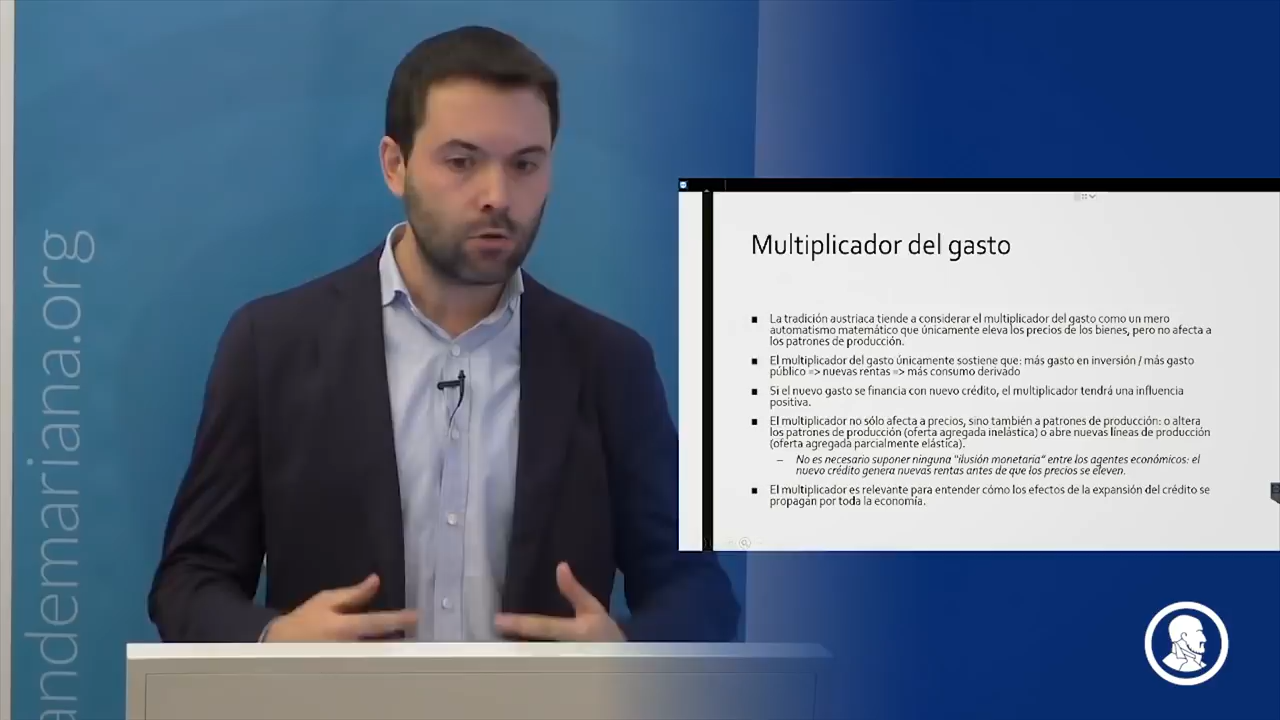 andemariana.org
Multiplicador del gasto
▪ La tradición austriaca tiende a considerar el multiplicador del gasto como un mero
automatismo matemático que únicamente eleva los precios de los bienes, pero no afecta a
los patrones de producción.
▪ El multiplicador del gasto únicamente sostiene que: más gasto en inversión / más gasto
público => nuevas rentas => más consumo derivado
▪ Si el nuevo gasto se financia con nuevo crédito, el multiplicador tendrá una influencia
positiva.
▪ El multiplicador no sólo afecta a precios, sino también a patrones de producción: o altera
los patrones de producción (oferta agregada inelástica) o abre nuevas líneas de producción
(oferta agregada parcialmente elástica).
– No es necesario suponer ninguna "ilusión monetaria" entre los agentes económicos: el
nuevo crédito genera nuevas rentas antes de que los precios se eleven.
▪ El multiplicador es relevante para entender cómo los efectos de la expansión del crédito se
propagan por toda la economía.